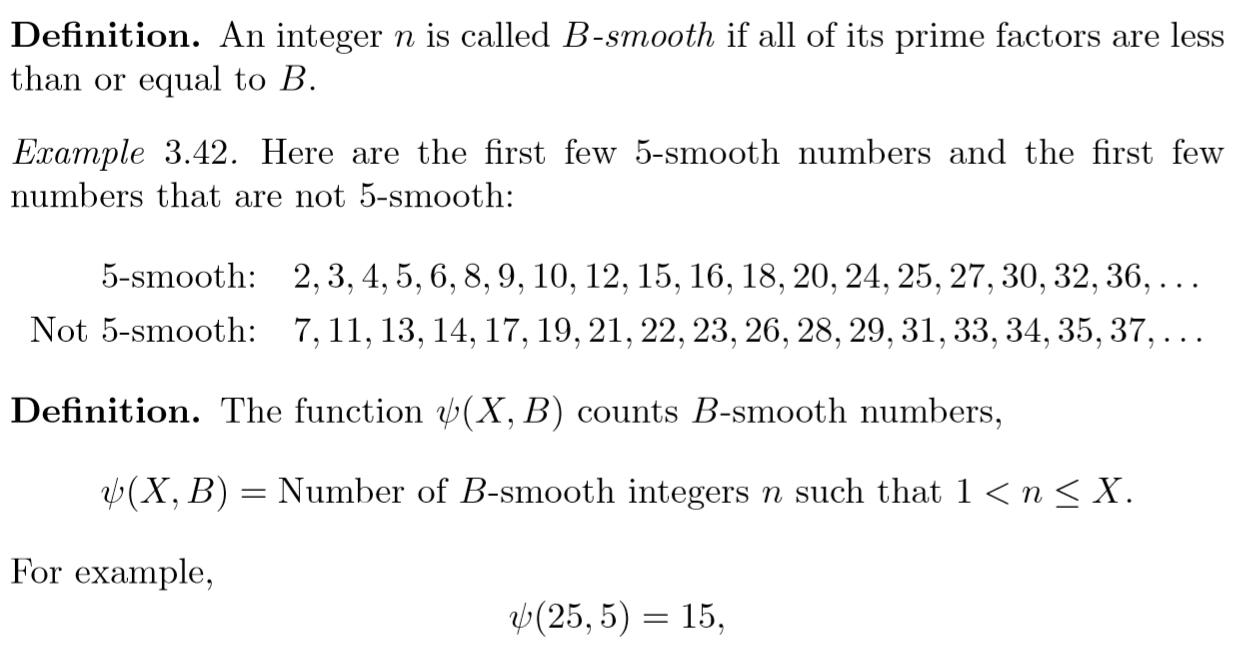 Definition. An integer n is called B-smooth if all of its prime factors are less
than or equal to B.
Example 3.42. Here are the first few 5-smooth numbers and the first few
numbers that are not 5-smooth:
5-smooth: 2, 3, 4, 5, 6, 8, 9, 10, 12, 15, 16, 18, 20, 24, 25, 27, 30, 32, 36, . . .
Not 5-smooth: 7, 11, 13, 14, 17, 19, 21, 22, 23, 26, 28, 29, 31, 33, 34, 35, 37, . . .
Definition. The function ψ(X, B) counts B-smooth numbers,
ψ(X, B) = Number of B-smooth integers n such that 1 < n ≤ X.
For example,
ψ(25, 5) = 15,